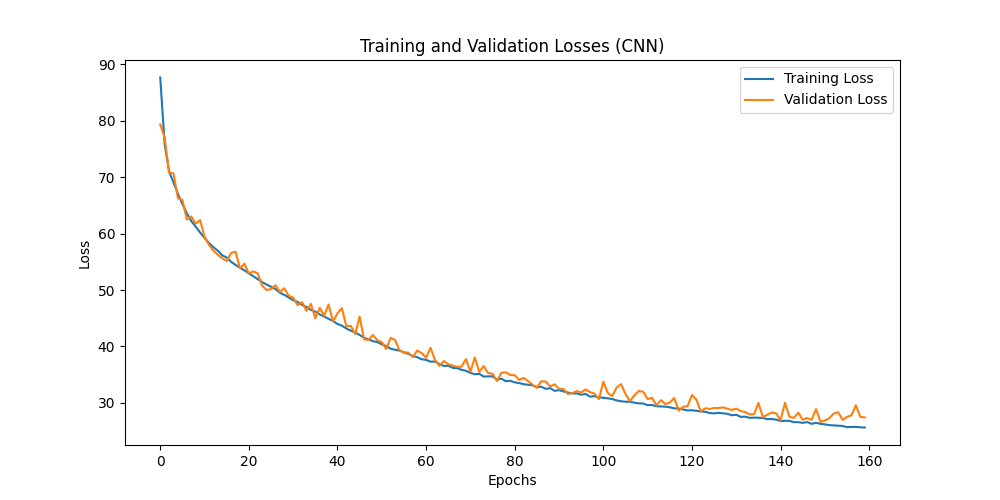 Training and Validation Losses (CNN)
Training Loss
Validation Loss
Loss
90
80
70
60
50
40
30
0 20 40 60 80 100 120 140 160
Epochs